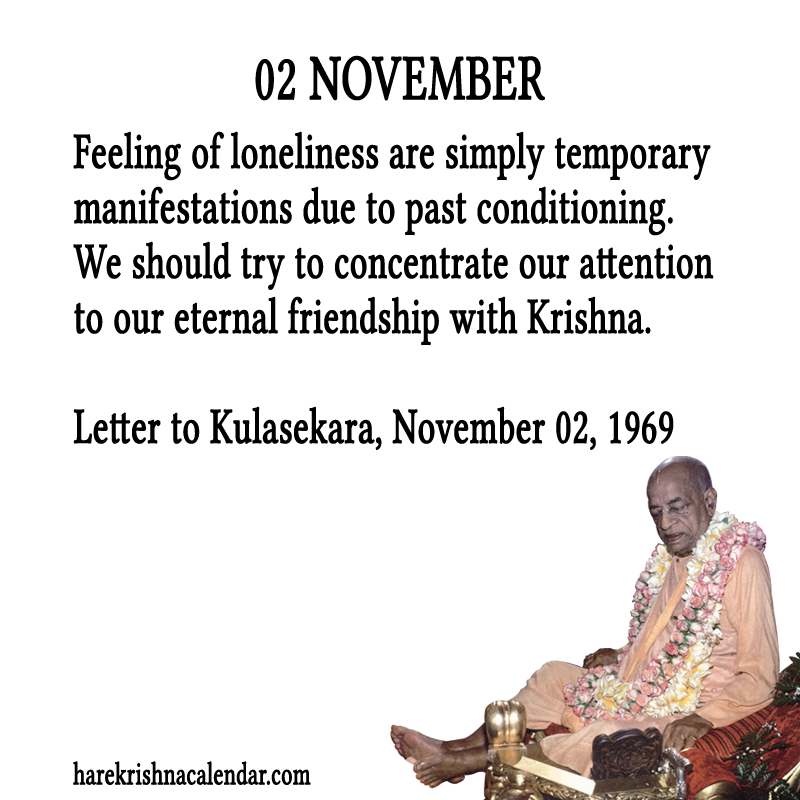 02 NOVEMBER
Feeling of loneliness are simply temporary
manifestations due to past conditioning.
We should try to concentrate our attention
to our eternal friendship with Krishna.
Letter to Kulasekara, November 02, 1969
harekrishnacalendar.com